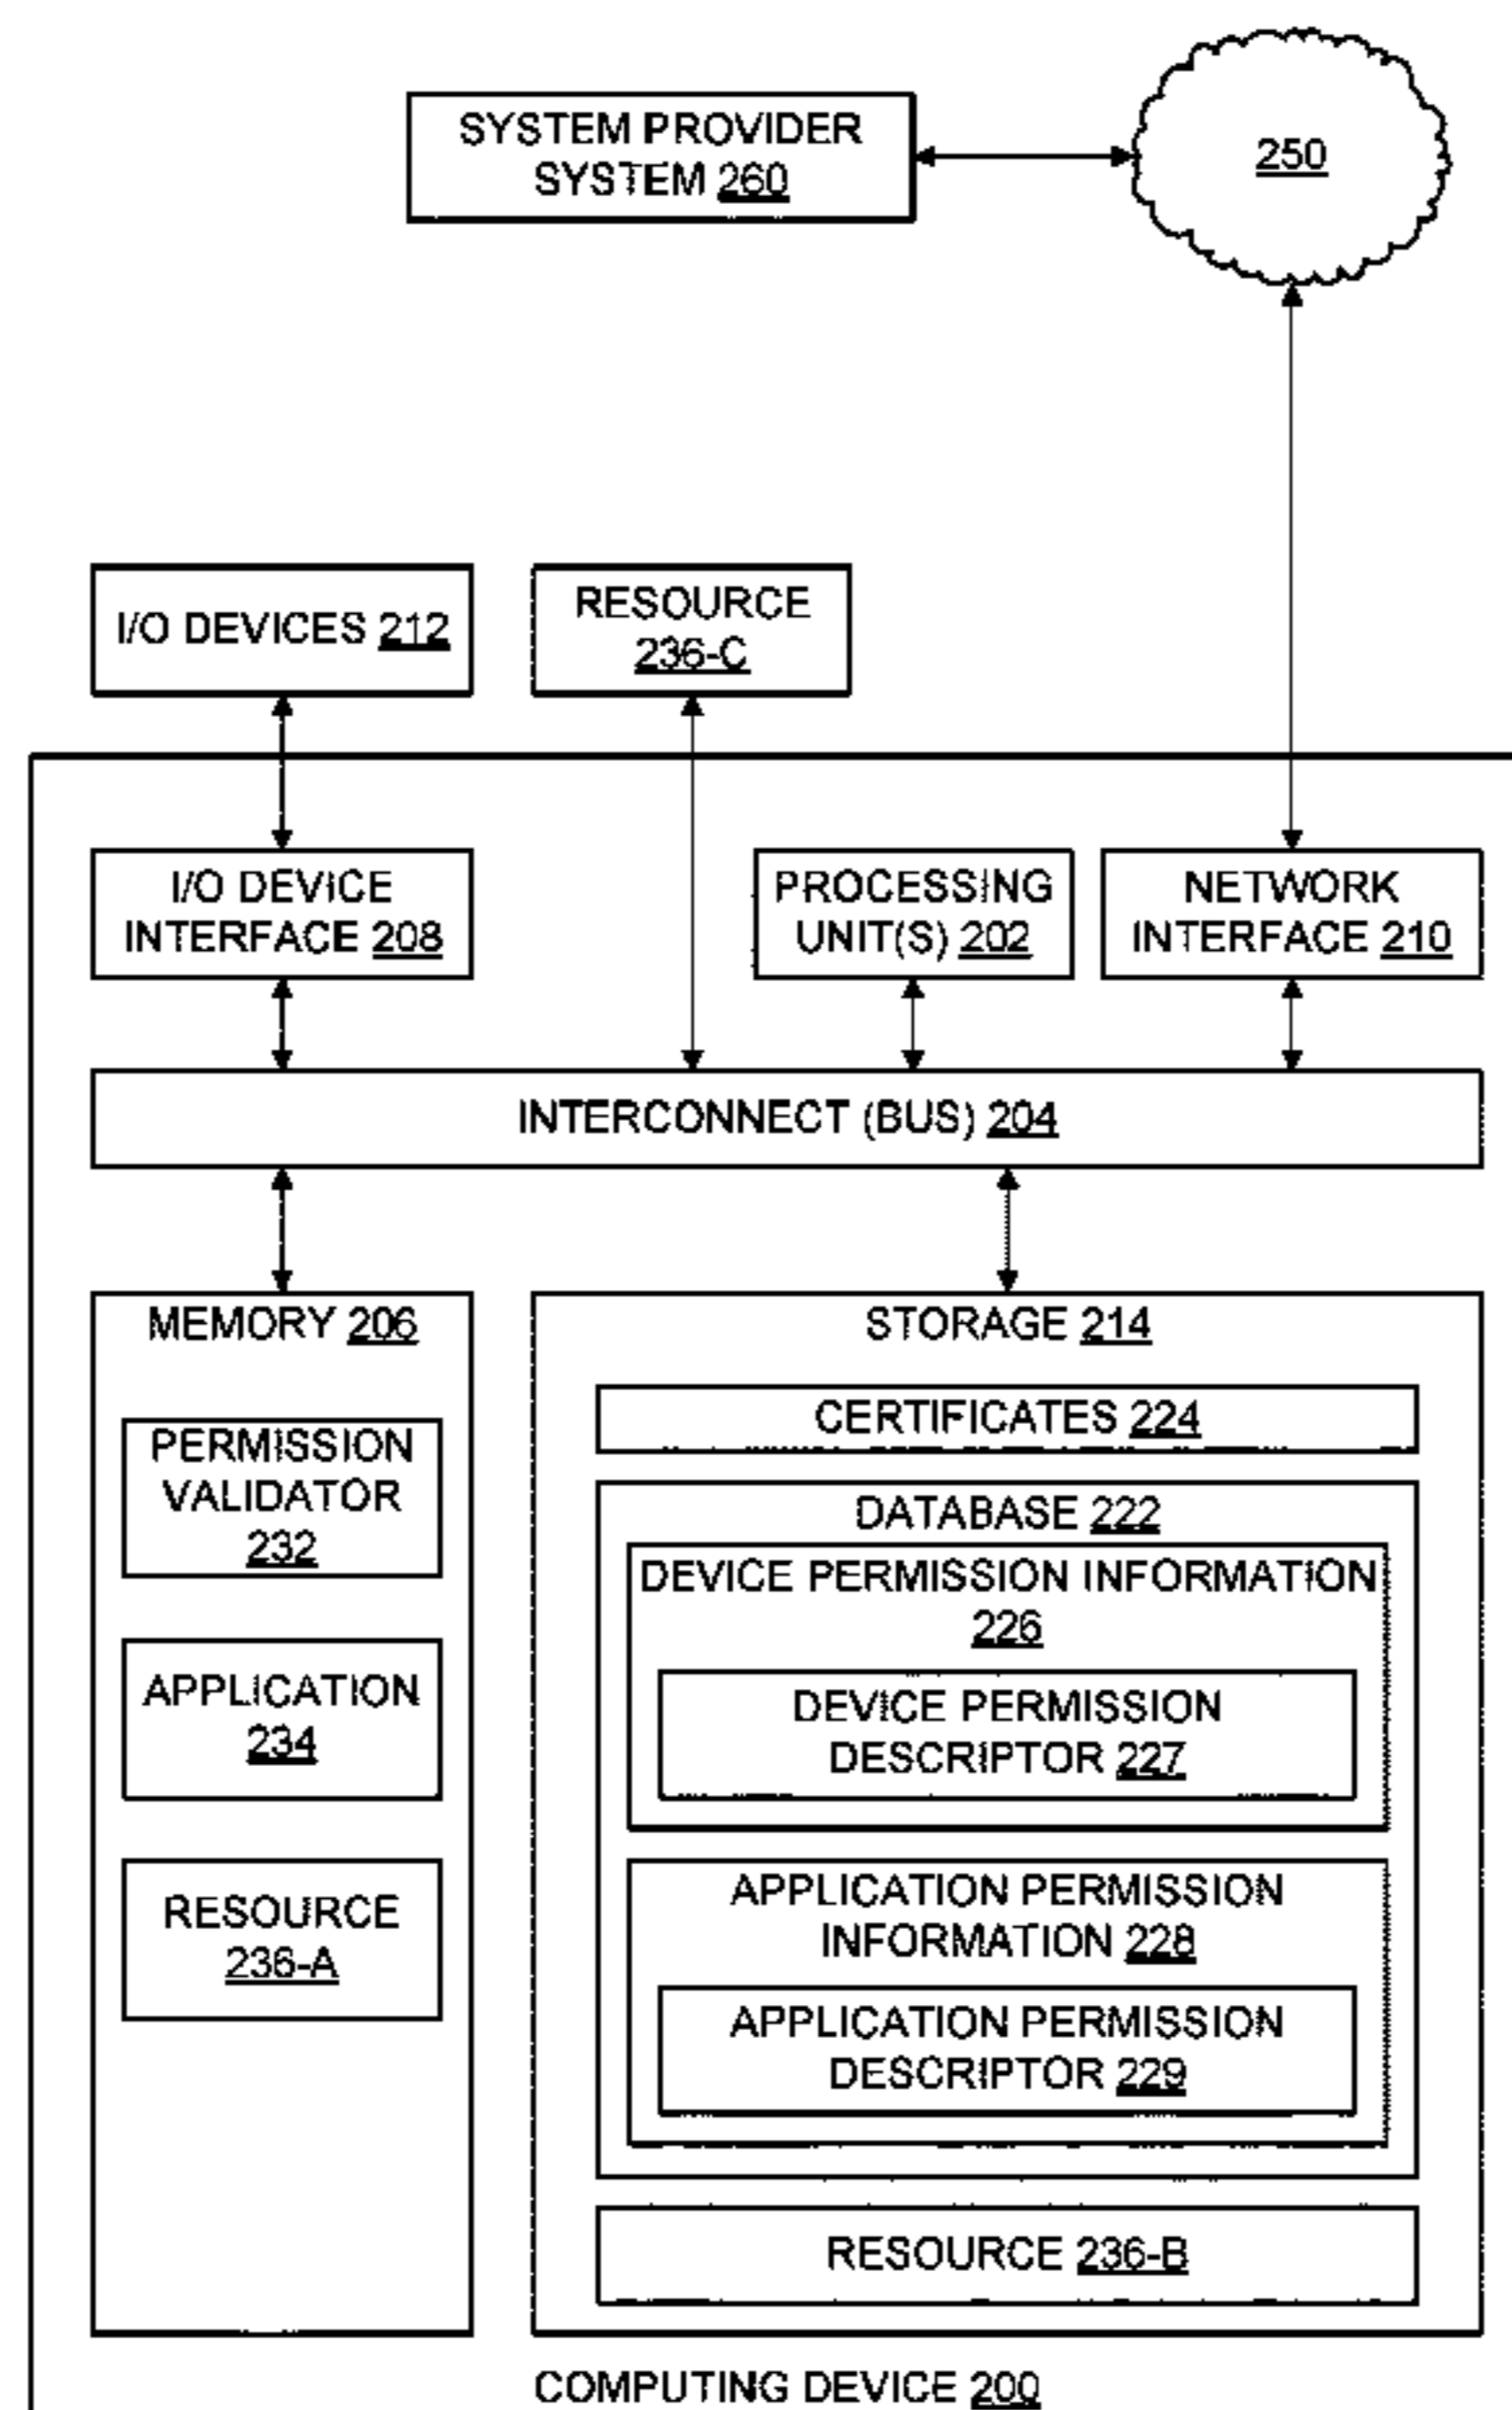 SYSTEM PROVIDER
SYSTEM 260
250
I/O DEVICES 212
RESOURCE
236-C
I/O DEVICE
INTERFACE 208
PROCESSING
UNIT(S) 202
NETWORK
INTERFACE 210
INTERCONNECT (BUS) 204
MEMORY 206
PERMISSION
VALIDATOR
232
APPLICATION
234
RESOURCE
236-A
STORAGE 214
CERTIFICATES 224
DATABASE 222
DEVICE PERMISSION INFORMATION
226
DEVICE PERMISSION
DESCRIPTOR 227
APPLICATION PERMISSION
INFORMATION 228
APPLICATION PERMISSION
DESCRIPTOR 229
RESOURCE 236-B
COMPUTING DEVICE 200